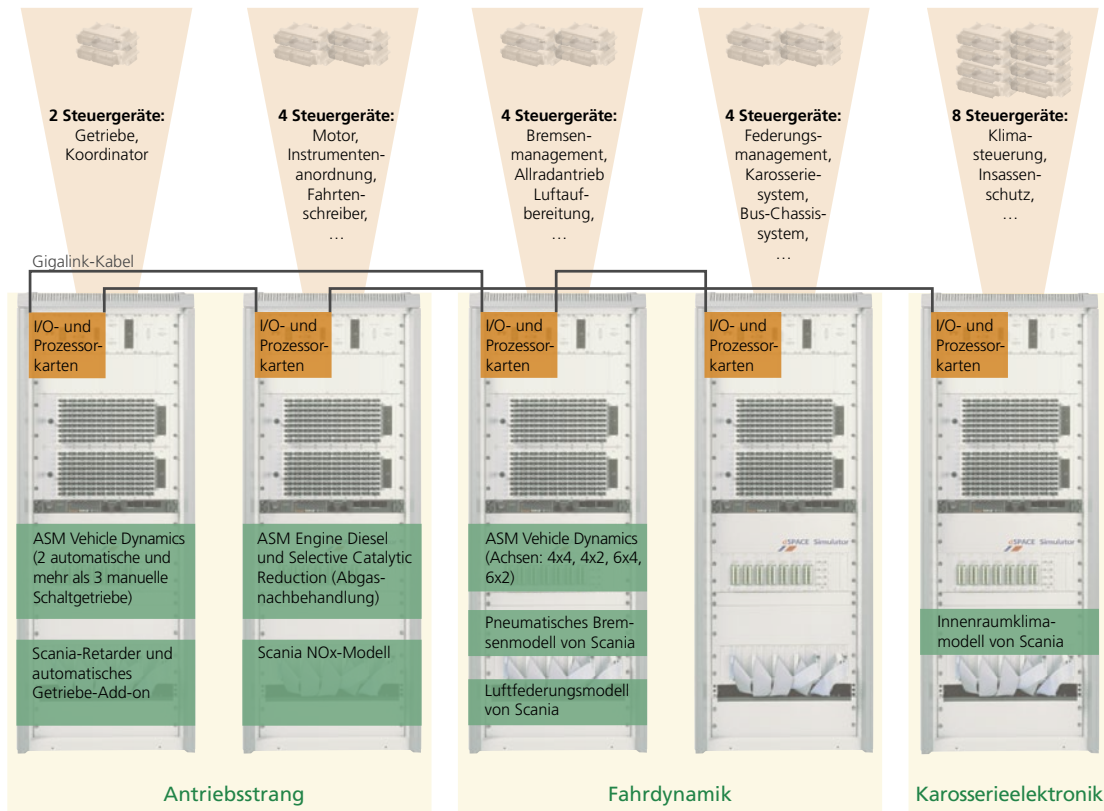 2 Steuergeräte:
Getriebe,
Koordinator
4 Steuergeräte:
Motor,
Instrumenten-
anordnung,
Fahrten-
schreiber,
…
4 Steuergeräte:
Bremsen-
management,
Allradantrieb
Luftauf-
bereitung,
…
4 Steuergeräte:
Federungs-
management,
Karosserie-
system,
Bus-Chassis-
system,
…
8 Steuergeräte:
Klima-
steuerung,
Insassen-
schutz,
…
Gigalink-Kabel
I/O- und
Prozessor-
karten
I/O- und
Prozessor-
karten
I/O- und
Prozessor-
karten
I/O- und
Prozessor-
karten
I/O- und
Prozessor-
karten
ASM Vehicle Dynamics
(2 automatische und
mehr als 3 manuelle
Schaltgetriebe)
Scania-Retarder und
automatisches
Getriebe-Add-on
ASM Engine Diesel
und Selective Catalytic
Reduction (Abgas-
nachbehandlung)
Scania NOx-Modell
ASM Vehicle Dynamics
(Achsen: 4x4, 4x2, 6x4,
6x2)
Pneumatisches Brem-
senmodell von Scania
Luftfederungsmodell
von Scania
dSPACE Simulator
dSPACE Simulator
Innenraumklima-
modell von Scania
Antriebsstrang
Fahrdynamik
Karosserieelektronik